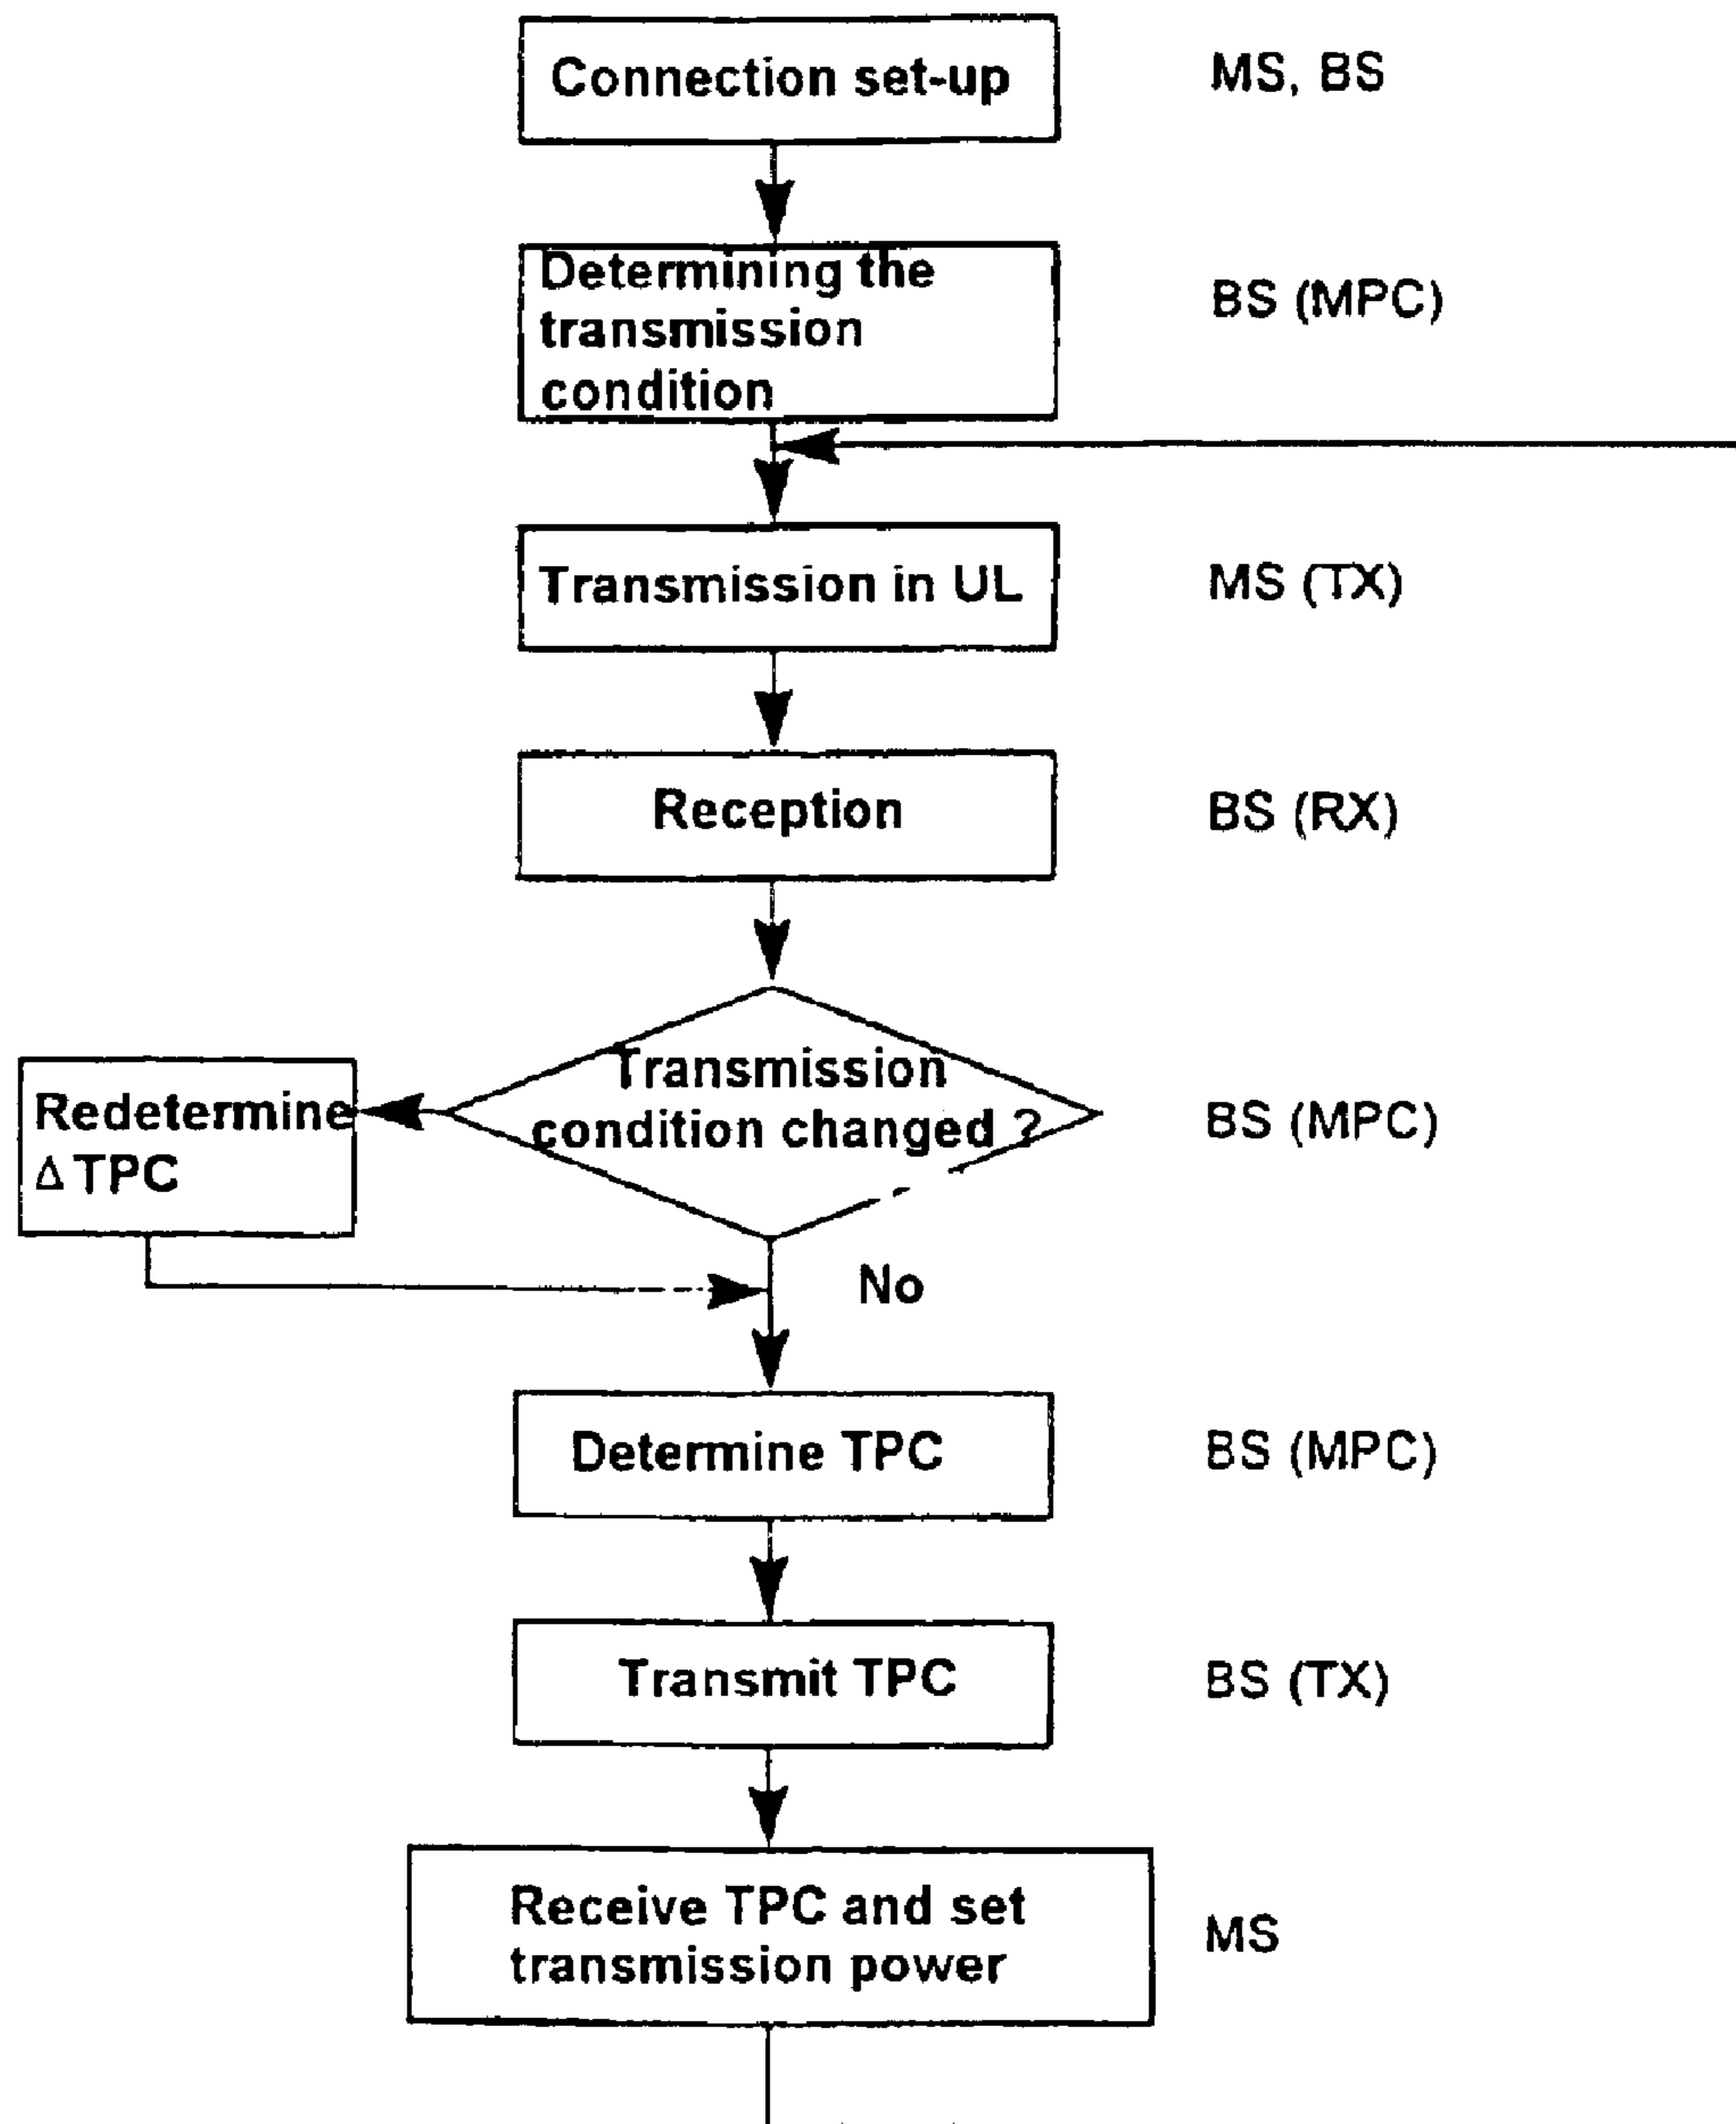 Connection set-up
MS, BS
Determining the
transmission
condition
BS (MPC)
Transmission in UL
MS (TX)
Reception
BS (RX)
Transmission
condition changed ?
BS (MPC)
Redetermine
Δ TPC
No
Determine TPC
BS (MPC)
Transmit TPC
BS (TX)
Receive TPC and set
transmission power
MS